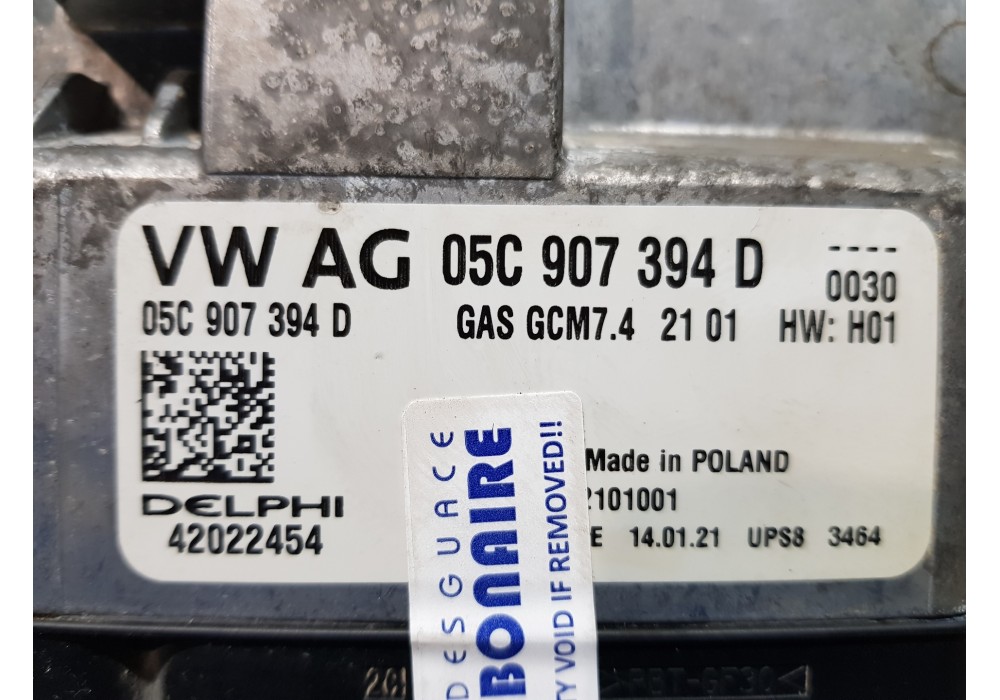 VW AG 05C 907 394 D ----
0030
05C 907 394 D GAS GCM7.4 21 01 HW: H01
DELPHI
42022454
Made in POLAND
2101001
E 14.01.21 UPS8 3464
DESGUACE
BONAIRE
VOID IF REMOVED!!